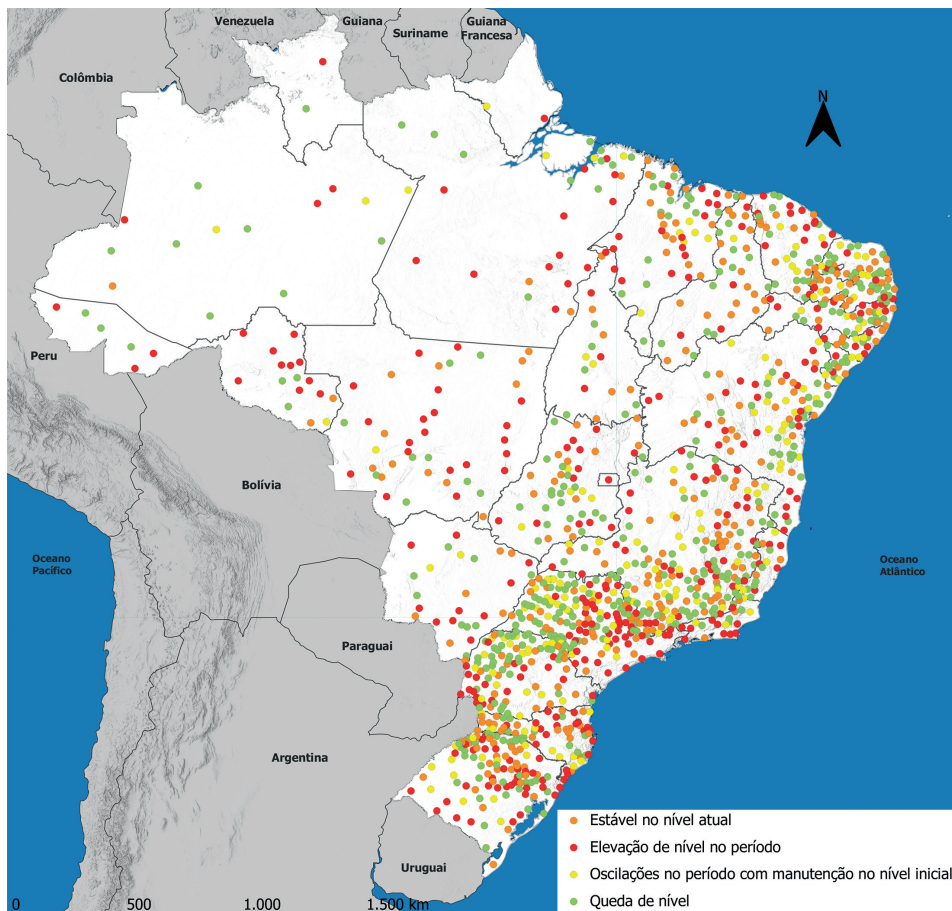 Venezuela
Guiana
Guiana
Francesa
Suriname
Colômbia
N
Peru
Bolívia
Oceano
Pacífico
Oceano
Atlântico
Paraguai
Argentina
Uruguai
Estável no nível atual
Elevação de nível no período
Oscilações no período com manutenção no nível inicial
Queda de nível
0 500 1.000 1.500 km